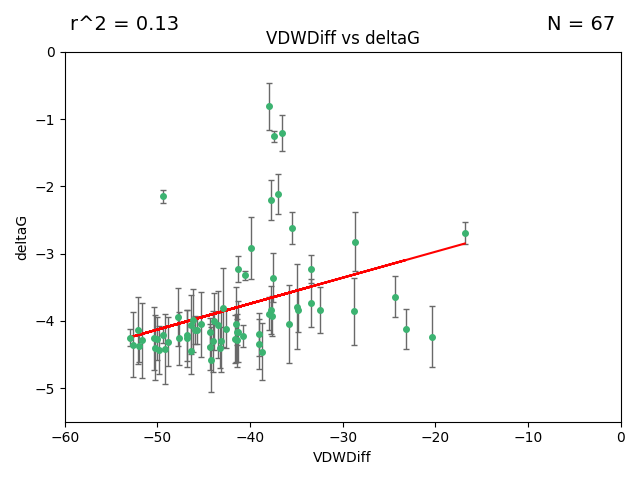 r^2 = 0.13
N = 67
VDWDiff vs deltaG
0
−1
−2
−3
−4
−5
deltaG
−60
−50
−40
−30
−20
−10
0
VDWDiff